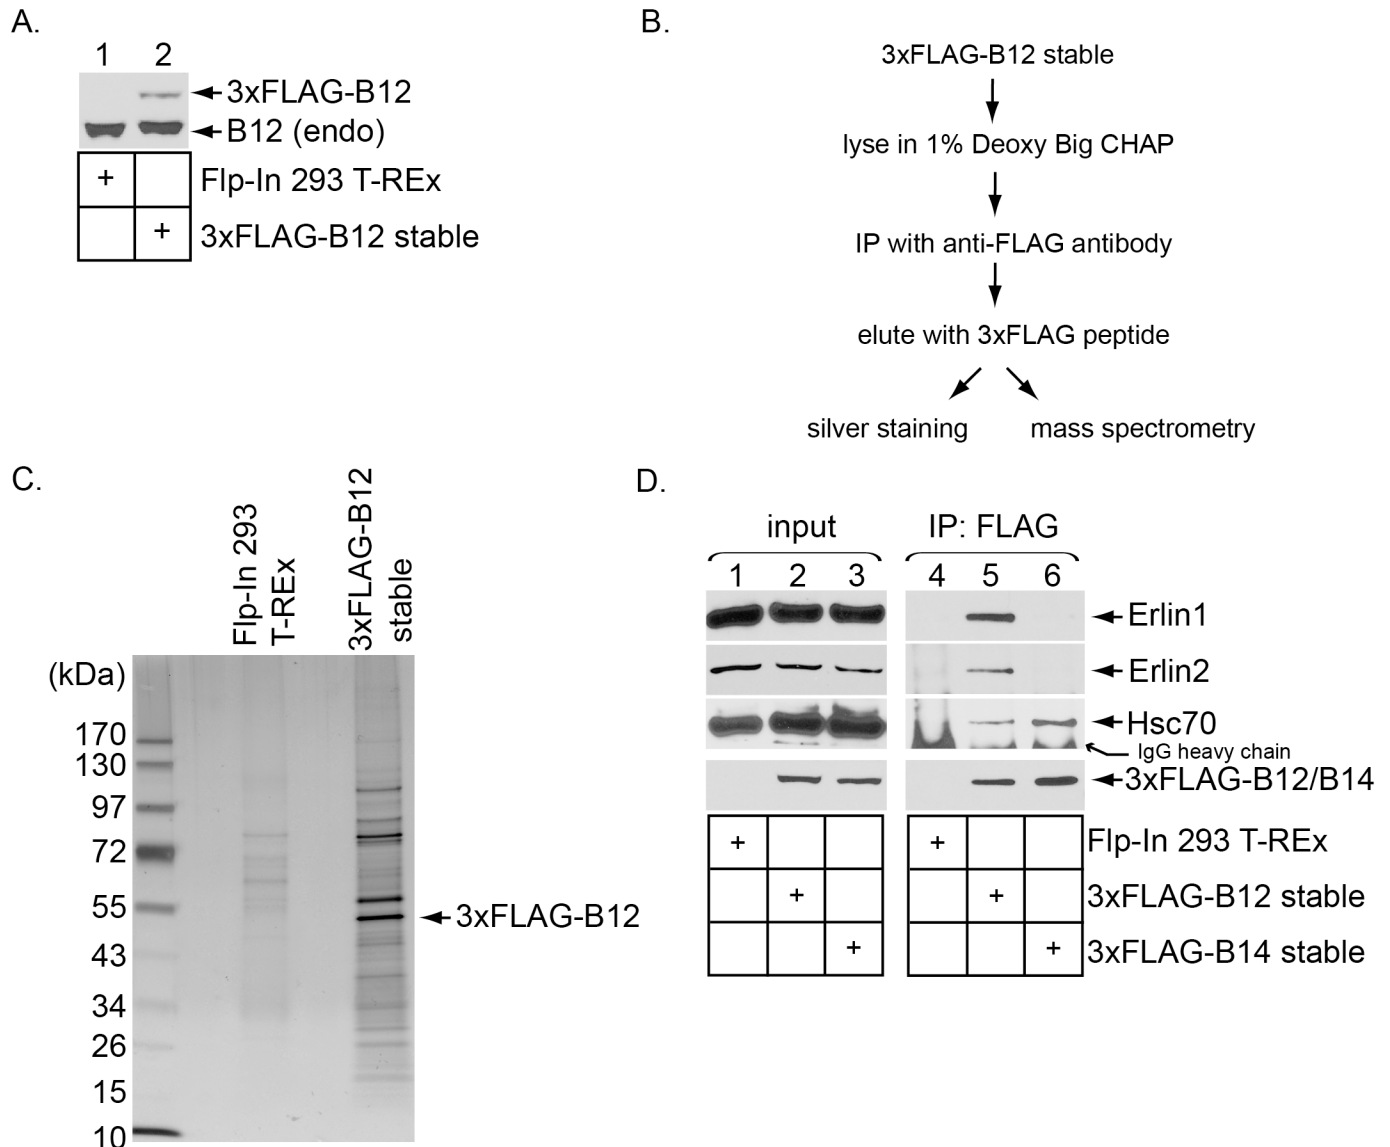 A.
1 2
3xFLAG-B12
B12 (endo)
+ Flp-In 293 T-REx
+ 3xFLAG-B12 stable
B.
3xFLAG-B12 stable
lyse in 1% Deoxy Big CHAP
IP with anti-FLAG antibody
elute with 3xFLAG peptide
silver staining mass spectrometry
C.
Flp-In 293
T-REx
3xFLAG-B12
stable
(kDa)
170
130
97
72
55
43
34
26
15
10
3xFLAG-B12
D.
input IP: FLAG
1 2 3 4 5 6
Erlin1
Erlin2
Hsc70
IgG heavy chain
3xFLAG-B12/B14
+ + Flp-In 293 T-REx
+ + 3xFLAG-B12 stable
+ + 3xFLAG-B14 stable